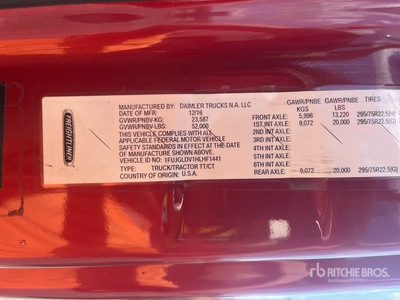 FREIGHTLINER
MANUFACTURED BY: DAIMLER TRUCKS N.A. LLC
DATE OF MFR: 12/16
GVWR/PNBV-KG: 23,587
GVWR/PNBV-LBS: 52,000
THIS VEHICLE COMPLIES WITH ALL
APPLICABLE FEDERAL MOTOR VEHICLE
SAFETY STANDARDS IN EFFECT AT THE DATE
OF MANUFACTURE SHOWN ABOVE.
VEHICLE ID: 1FUJGLDV1HLHF1441
TYPE: TRUCK/TRACTOR TT/CT
COUNTRY OF ORIGIN: U.S.A.
GAWR/PNBE GAWR/PNBE TIRES
KGS LBS
FRONT AXLE: 5,996 13,220
1ST INT AXLE: 9,072 20,000 295/75R22.5(G)
2ND INT AXLE:
3RD INT AXLE:
4TH INT AXLE:
5TH INT AXLE:
6TH INT AXLE:
REAR AXLE: 9,072 20,000 295/75R22.5(G)
rb RITCHIE BROS.